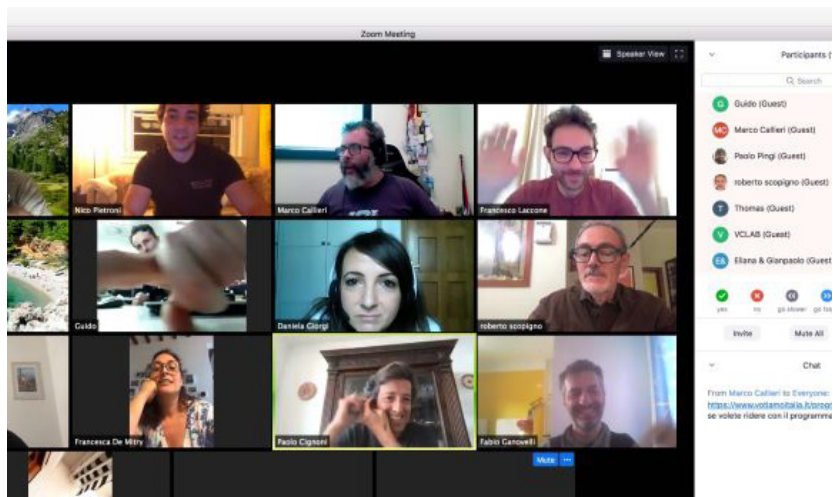 Zoom Meeting
Speaker View
Participants (
Search
Guido (Guest)
Marco Callieri (Guest)
Paolo Pingi (Guest)
roberto scopigno (Guest)
Thomas (Guest)
VCLAB (Guest)
Eliana & Gianpaolo (Guest
yes
no
go slower
Invite
Mute All
Chat
From Marco Callieri to Everyone:
https://www.votiamoitalia.it/progr
se volete ridere con il programma
Nico Pietroni
Marco Callieri
Francesco Laccone
Guido
Daniela Giorgi
roberto scopigno
Francesca De Mitry
Paolo Cignoni
Fabio Ganovelli
Mute
G
MC
T
V
E&